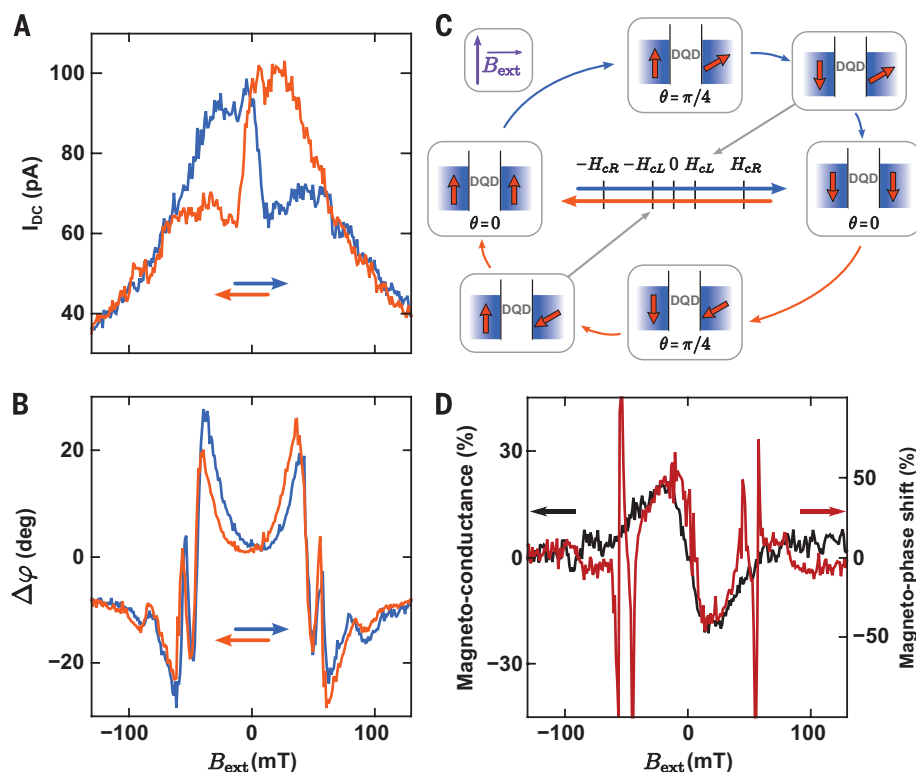 A
I_DC (pA)
100
80
60
40
B
Δφ (deg)
20
0
−20
−100
0
100
B_ext (mT)
C
B_ext
DQD
θ = π/4
DQD
DQD
θ = 0
−H_cR
−H_cL
0
H_cL
H_cR
DQD
θ = 0
DQD
DQD
θ = π/4
D
Magneto-conductance (%)
30
0
−30
50
0
−50
Magneto-phase shift (%)
−100
0
100
B_ext (mT)